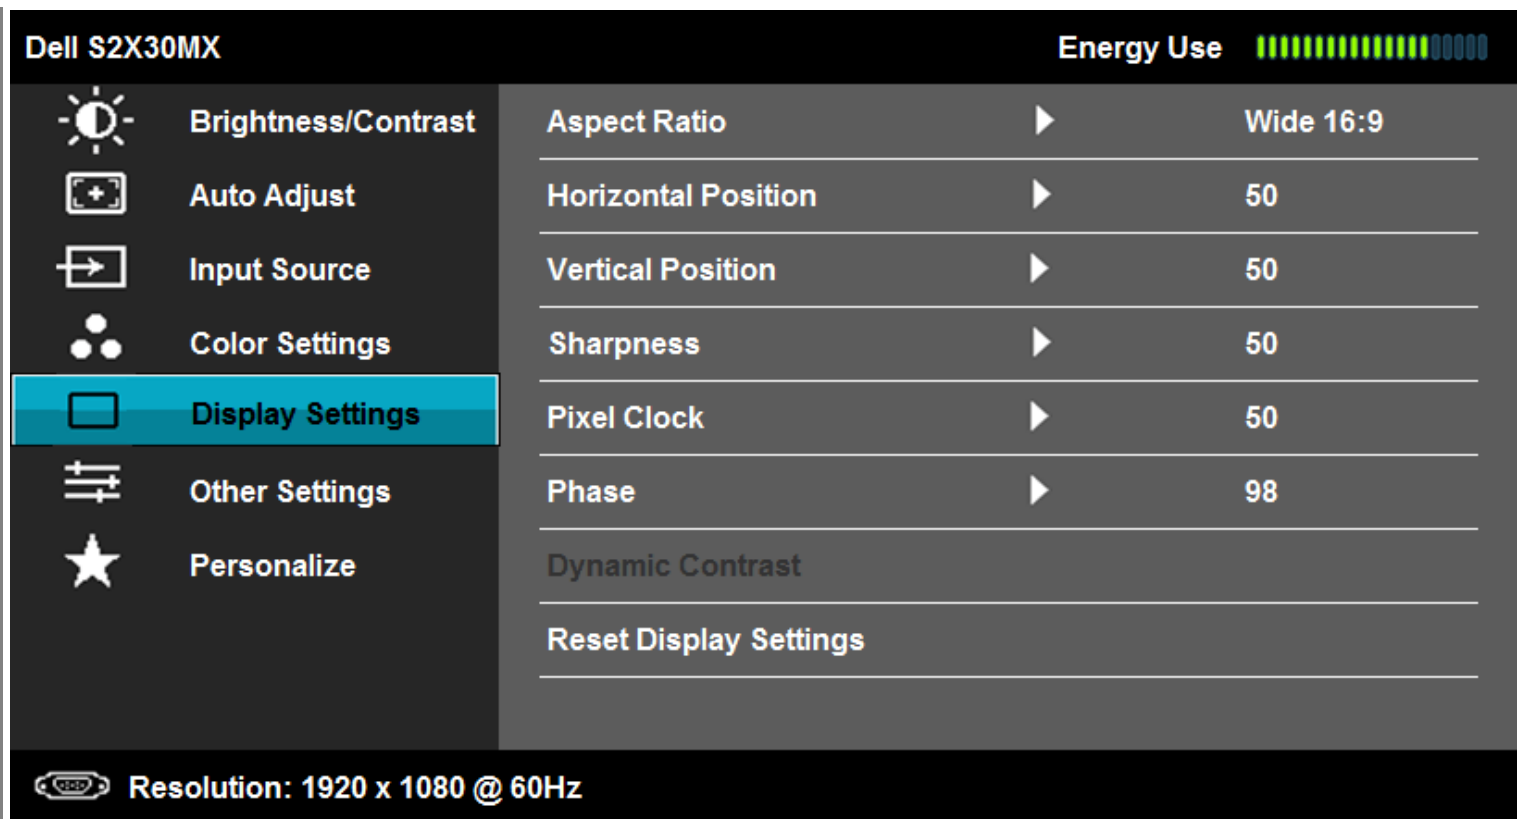 Dell S2X30MX Energy Use
Brightness/Contrast Aspect Ratio Wide 16:9
Auto Adjust Horizontal Position 50
Input Source Vertical Position 50
Color Settings Sharpness 50
Display Settings Pixel Clock 50
Other Settings Phase 98
Personalize Dynamic Contrast
Reset Display Settings
Resolution: 1920 x 1080 @ 60Hz